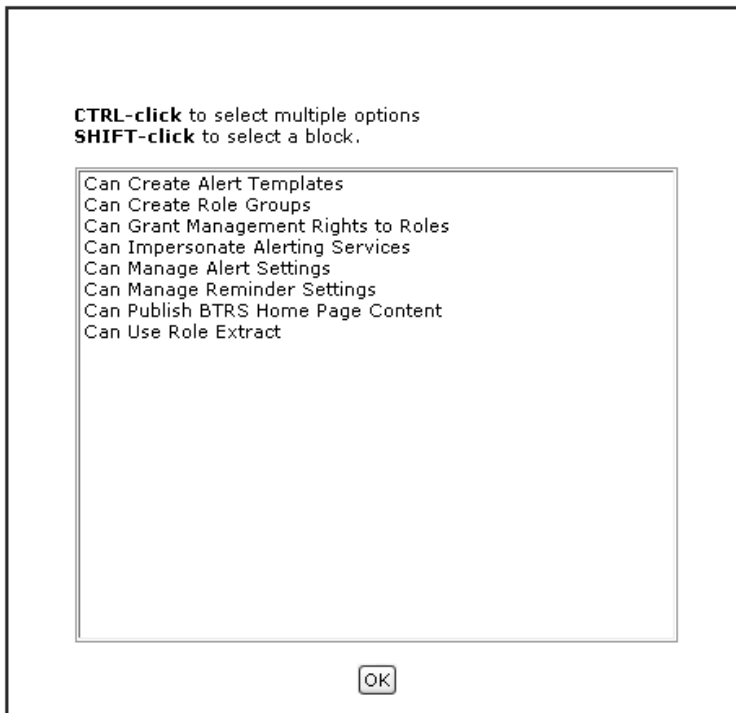 CTRL-click to select multiple options
SHIFT-click to select a block.
Can Create Alert Templates
Can Create Role Groups
Can Grant Management Rights to Roles
Can Impersonate Alerting Services
Can Manage Alert Settings
Can Manage Reminder Settings
Can Publish BTRS Home Page Content
Can Use Role Extract
OK